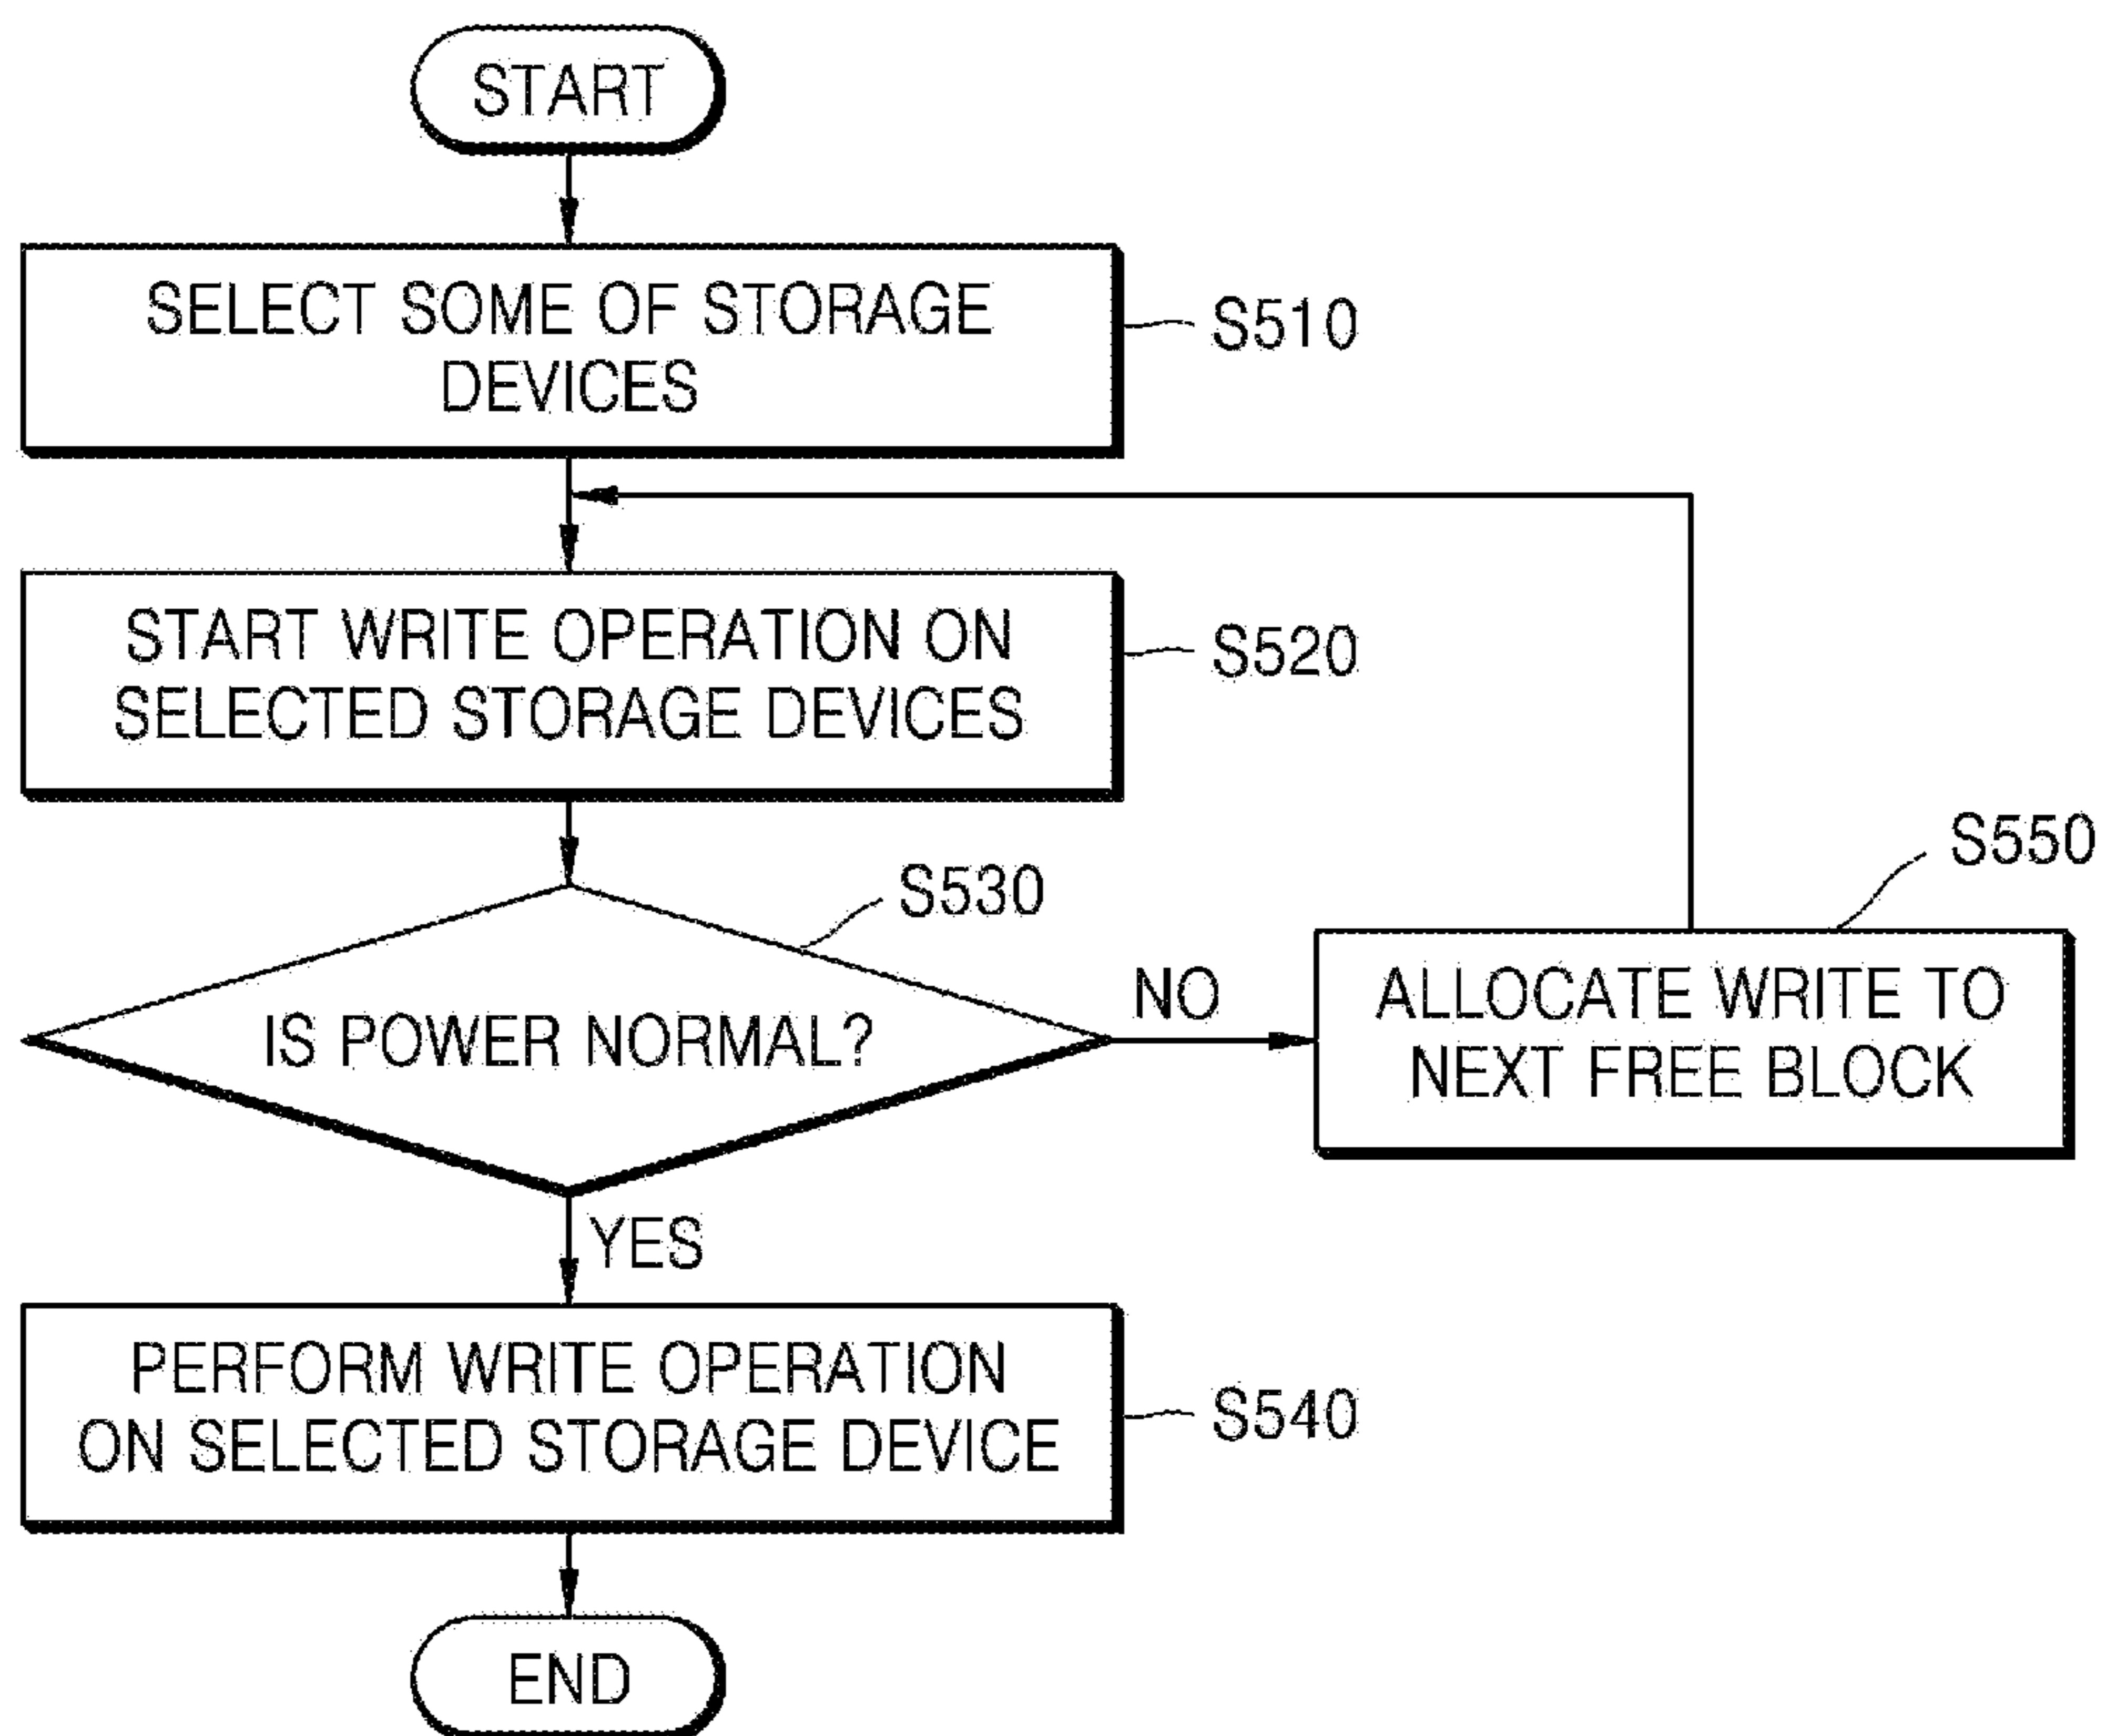 START
SELECT SOME OF STORAGE
DEVICES
S510
START WRITE OPERATION ON
SELECTED STORAGE DEVICES
S520
S530
IS POWER NORMAL?
NO
S550
ALLOCATE WRITE TO
NEXT FREE BLOCK
YES
PERFORM WRITE OPERATION
ON SELECTED STORAGE DEVICE
S540
END